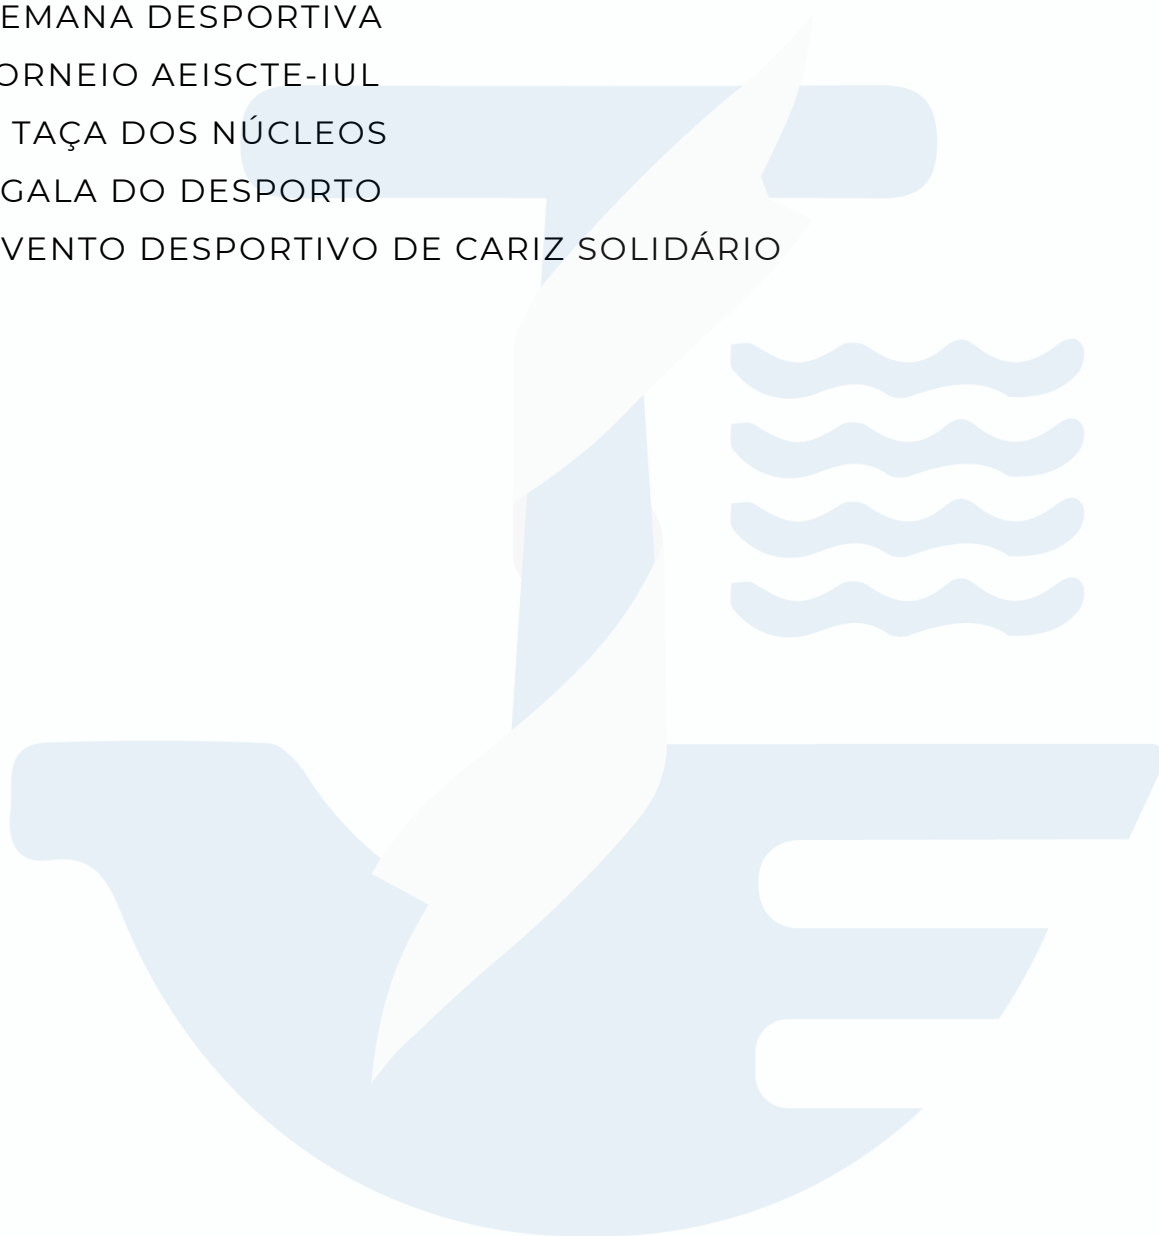 EMANA DESPORTIVA
ORNEIO AEISCTE-IUL
TAÇA DOS NÚCLEOS
GALA DO DESPORTO
VENTO DESPORTIVO DE CARIZ SOLIDÁRIO